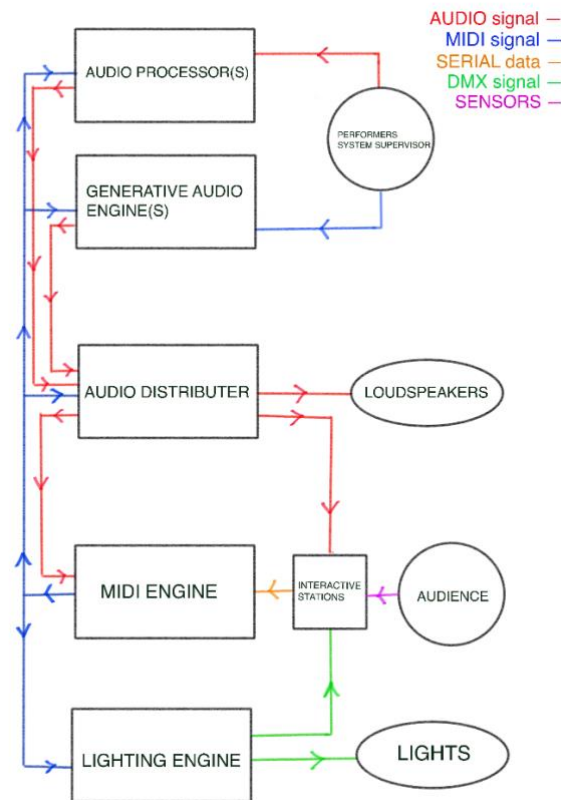 AUDIO signal
MIDI signal
SERIAL data
DMX signal
SENSORS
AUDIO PROCESSOR(S)
PERFORMERS
SYSTEM SUPERVISOR
GENERATIVE AUDIO
ENGINE(S)
AUDIO DISTRIBUTER
LOUDSPEAKERS
MIDI ENGINE
INTERACTIVE
STATIONS
AUDIENCE
LIGHTING ENGINE
LIGHTS